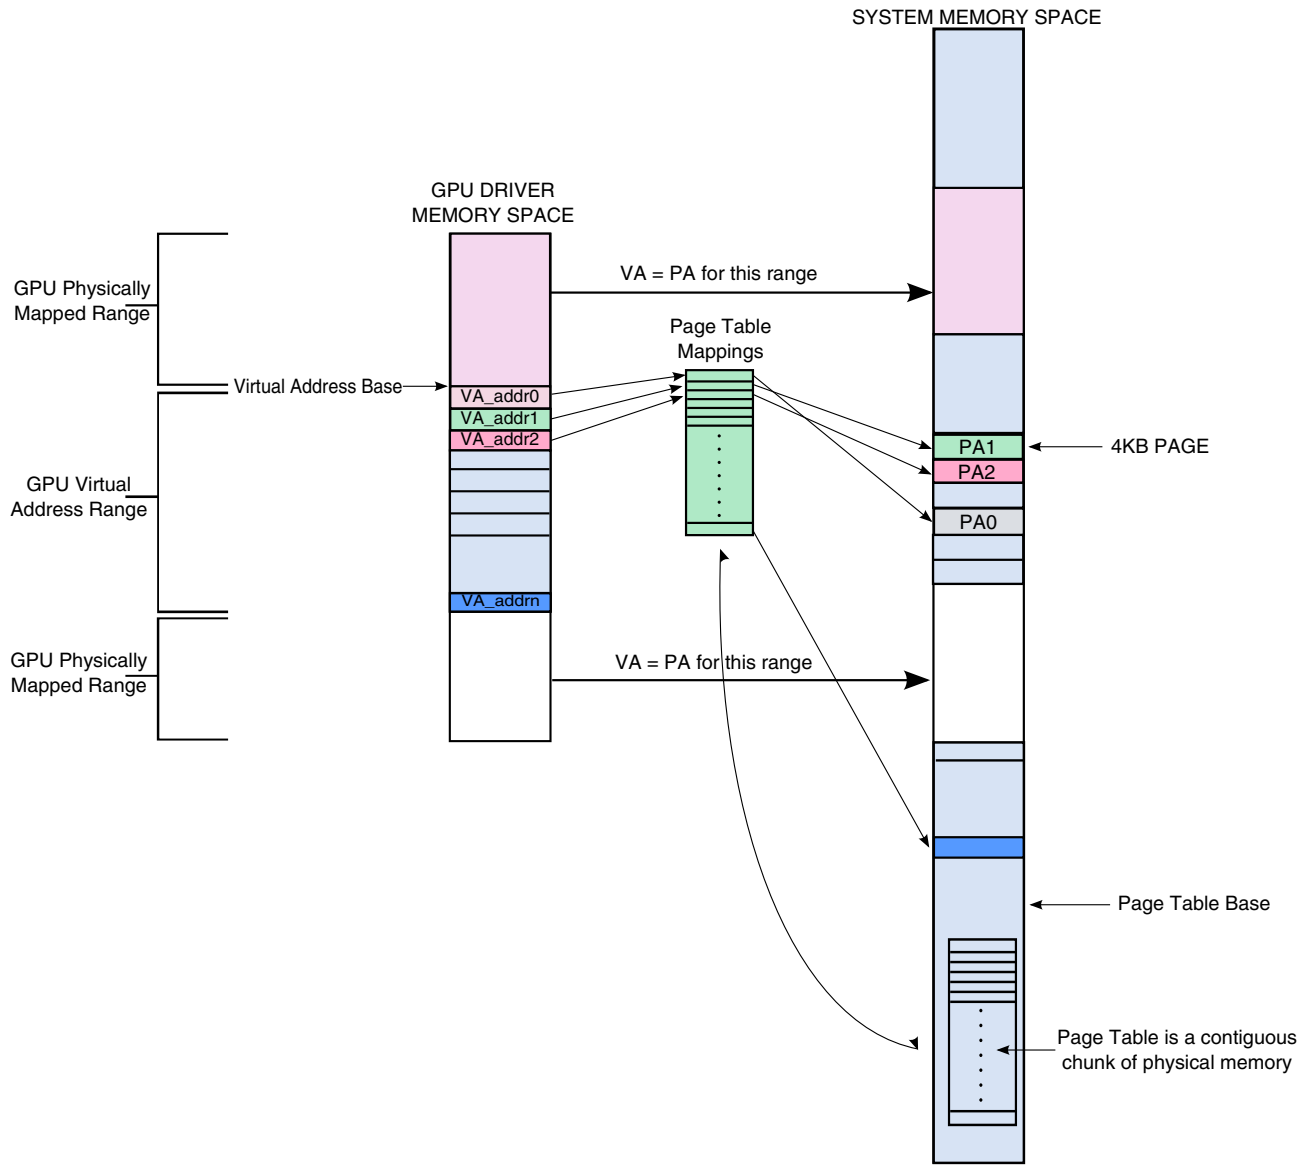 SYSTEM MEMORY SPACE
GPU DRIVER
MEMORY SPACE
GPU Physically
Mapped Range
VA = PA for this range
Page Table
Mappings
Virtual Address Base
VA_addr0
VA_addr1
VA_addr2
PA1
4KB PAGE
PA2
GPU Virtual
Address Range
PA0
VA_addrn
GPU Physically
Mapped Range
VA = PA for this range
Page Table Base
Page Table is a contiguous
chunk of physical memory